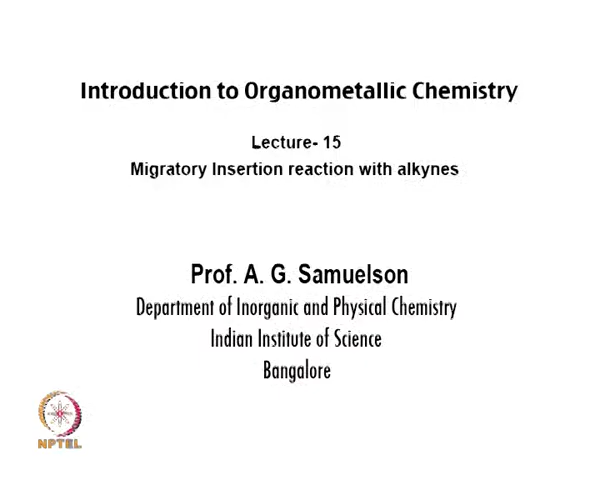 Introduction to Organometallic Chemistry
Lecture- 15
Migratory Insertion reaction with alkynes
Prof. A. G. Samuelson
Department of Inorganic and Physical Chemistry
Indian Institute of Science
Bangalore
NPTEL